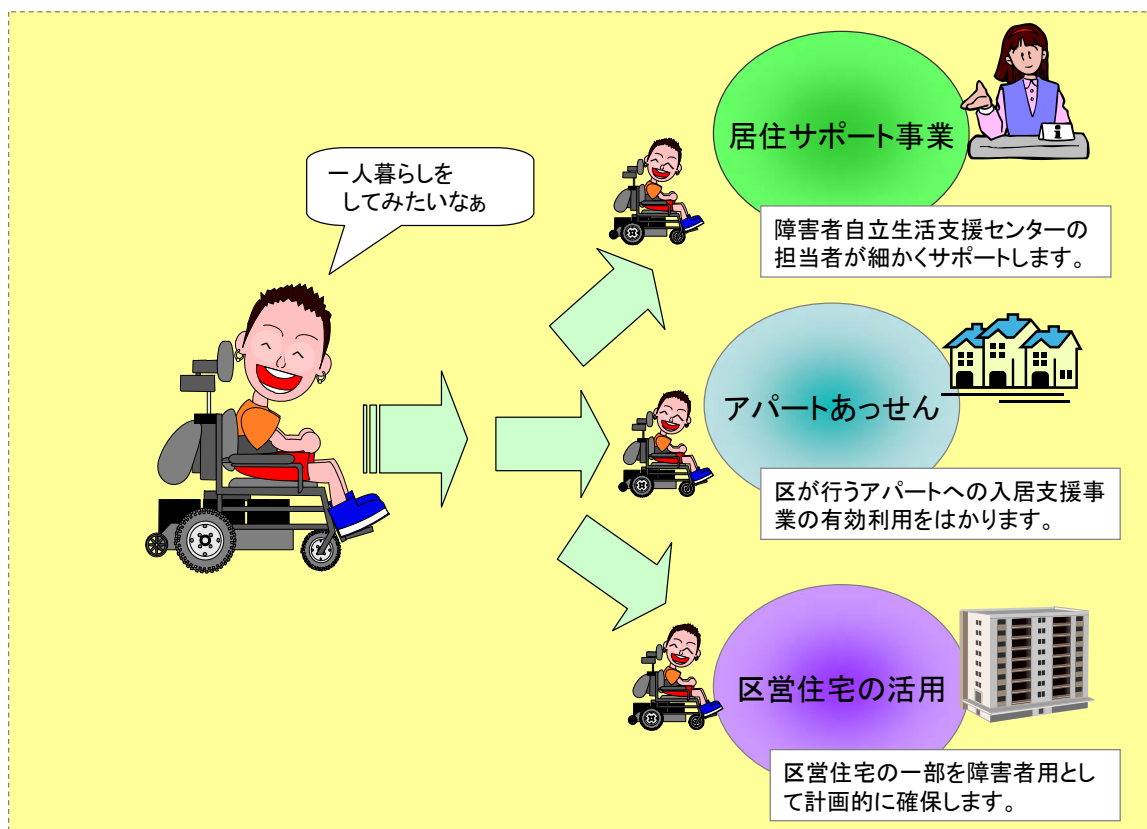 一人暮らしを
してみたいなぁ
居住サポート事業
i
障害者自立生活支援センターの
担当者が細かくサポートします。
アパートあっせん
区が行うアパートへの入居支援事
業の有効利用をはかります。
区営住宅の活用
区営住宅の一部を障害者用とし
て計画的に確保します。